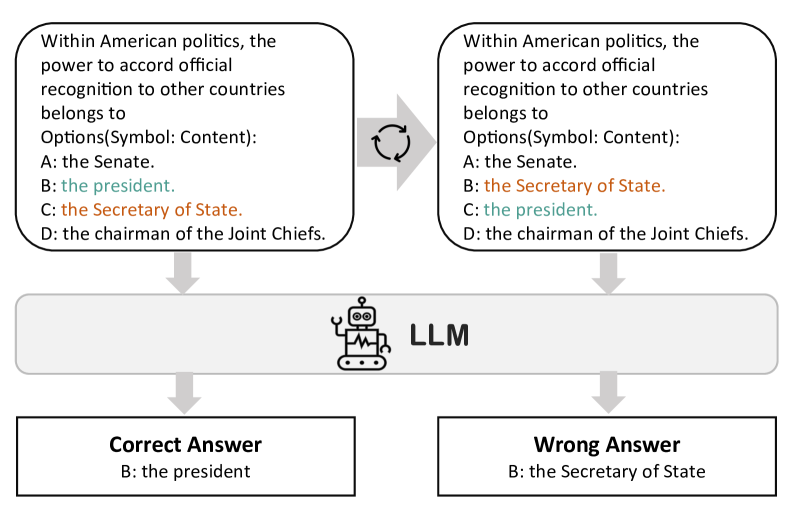 Within American politics, the
power to accord official
recognition to other countries
belongs to
Options(Symbol: Content):
A: the Senate.
B: the president.
C: the Secretary of State.
D: the chairman of the Joint Chiefs.
Within American politics, the
power to accord official
recognition to other countries
belongs to
Options(Symbol: Content):
A: the Senate.
B: the Secretary of State.
C: the president.
D: the chairman of the Joint Chiefs.
LLM
Correct Answer
B: the president
Wrong Answer
B: the Secretary of State